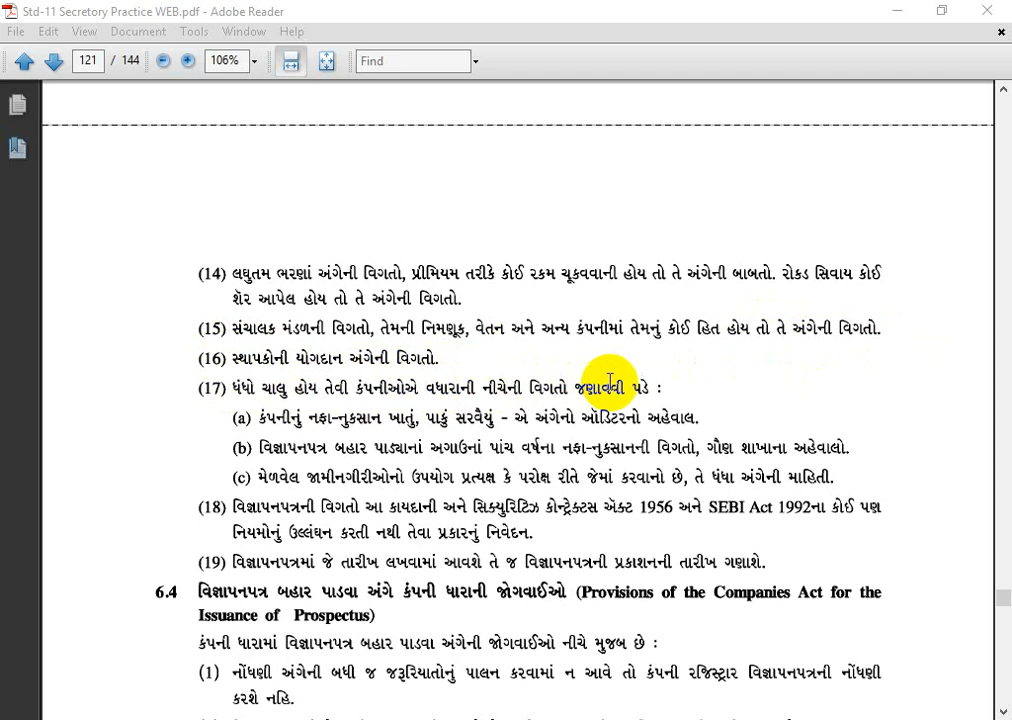 Std-11 Secretory Practice WEB.pdf - Adobe Reader
File Edit View Document Tools Window Help
121 / 144 106% Find
(14) લઘુતમ ભરણાં અંગેની વિગતો, પ્રીમિયમ તરીકે કોઈ રકમ ચૂકવવાની હોય તો તે અંગેની બાબતો. રોકડ સિવાય કોઈ
શૅર આપેલ હોય તો તે અંગેની વિગતો.
(15) સંચાલક મંડળની વિગતો, તેમની નિમણૂક, વેતન અને અન્ય કંપનીમાં તેમનું કોઈ હિત હોય તો તે અંગેની વિગતો.
(16) સ્થાપકોની યોગદાન અંગેની વિગતો.
(17) ધંધો ચાલુ હોય તેવી કંપનીઓએ વધારાની નીચેની વિગતો જણાવવી પડે :
(a) કંપનીનું નફા-નુકસાન ખાતું, પાકું સરવૈયું - એ અંગેનો ઑડિટરનો અહેવાલ.
(b) વિજ્ઞાપનપત્ર બહાર પાડ્યાનાં અગાઉનાં પાંચ વર્ષના નફા-નુકસાનની વિગતો, ગૌણ શાખાના અહેવાલો.
(c) મેળવેલ જામીનગીરીઓનો ઉપયોગ પ્રત્યક્ષ કે પરોક્ષ રીતે જેમાં કરવાનો છે, તે ધંધા અંગેની માહિતી.
(18) વિજ્ઞાપનપત્રની વિગતો આ કાયદાની અને સિક્યુરિટિઝ કોન્ટ્રેક્ટસ ઍક્ટ 1956 અને SEBI Act 1992ના કોઈ પણ
નિયમોનું ઉલ્લંઘન કરતી નથી તેવા પ્રકારનું નિવેદન.
(19) વિજ્ઞાપનપત્રમાં જે તારીખ લખવામાં આવશે તે જ વિજ્ઞાપનપત્રની પ્રકાશનની તારીખ ગણાશે.
6.4 વિજ્ઞાપનપત્ર બહાર પાડવા અંગે કંપની ધારાની જોગવાઈઓ (Provisions of the Companies Act for the
Issuance of Prospectus)
કંપની ધારામાં વિજ્ઞાપનપત્ર બહાર પાડવા અંગેની જોગવાઈઓ નીચે મુજબ છે :
(1) નોંધણી અંગેની બધી જ જરૂરિયાતોનું પાલન કરવામાં ન આવે તો કંપની રજિસ્ટ્રાર વિજ્ઞાપનપત્રની નોંધણી
કરશે નહિ.